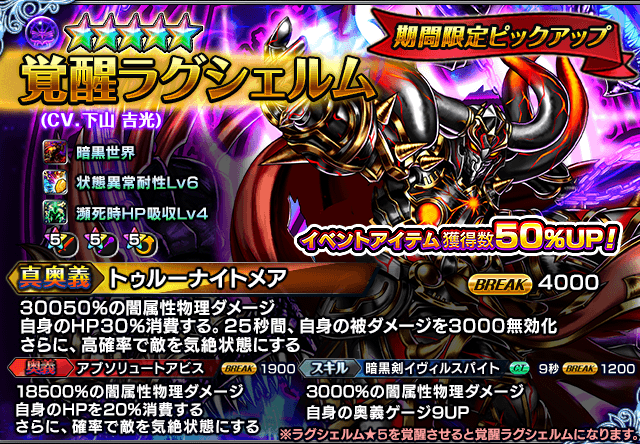 期間限定ピックアップ
覚醒ラグシェルム
(CV.下山 吉光)
暗黒世界
状態異常耐性Lv6
瀕死時HP吸収Lv4
5 5 5
イベントアイテム獲得数50%UP!
真奥義 トゥルーナイトメア BREAK 4000
30050%の闇属性物理ダメージ
自身のHP30%消費する。25秒間、自身の被ダメージを3000無効化
さらに、高確率で敵を気絶状態にする
奥義 アブソリュートアビス BREAK 1900
18500%の闇属性物理ダメージ
自身のHPを20%消費する
さらに、確率で敵を気絶状態にする
スキル 暗黒剣イヴィルスパイト CT 9秒 BREAK 1200
3000%の闇属性物理ダメージ
自身の奥義ゲージ9UP
※ラグシェルム★5を覚醒させると覚醒ラグシェルムになります。